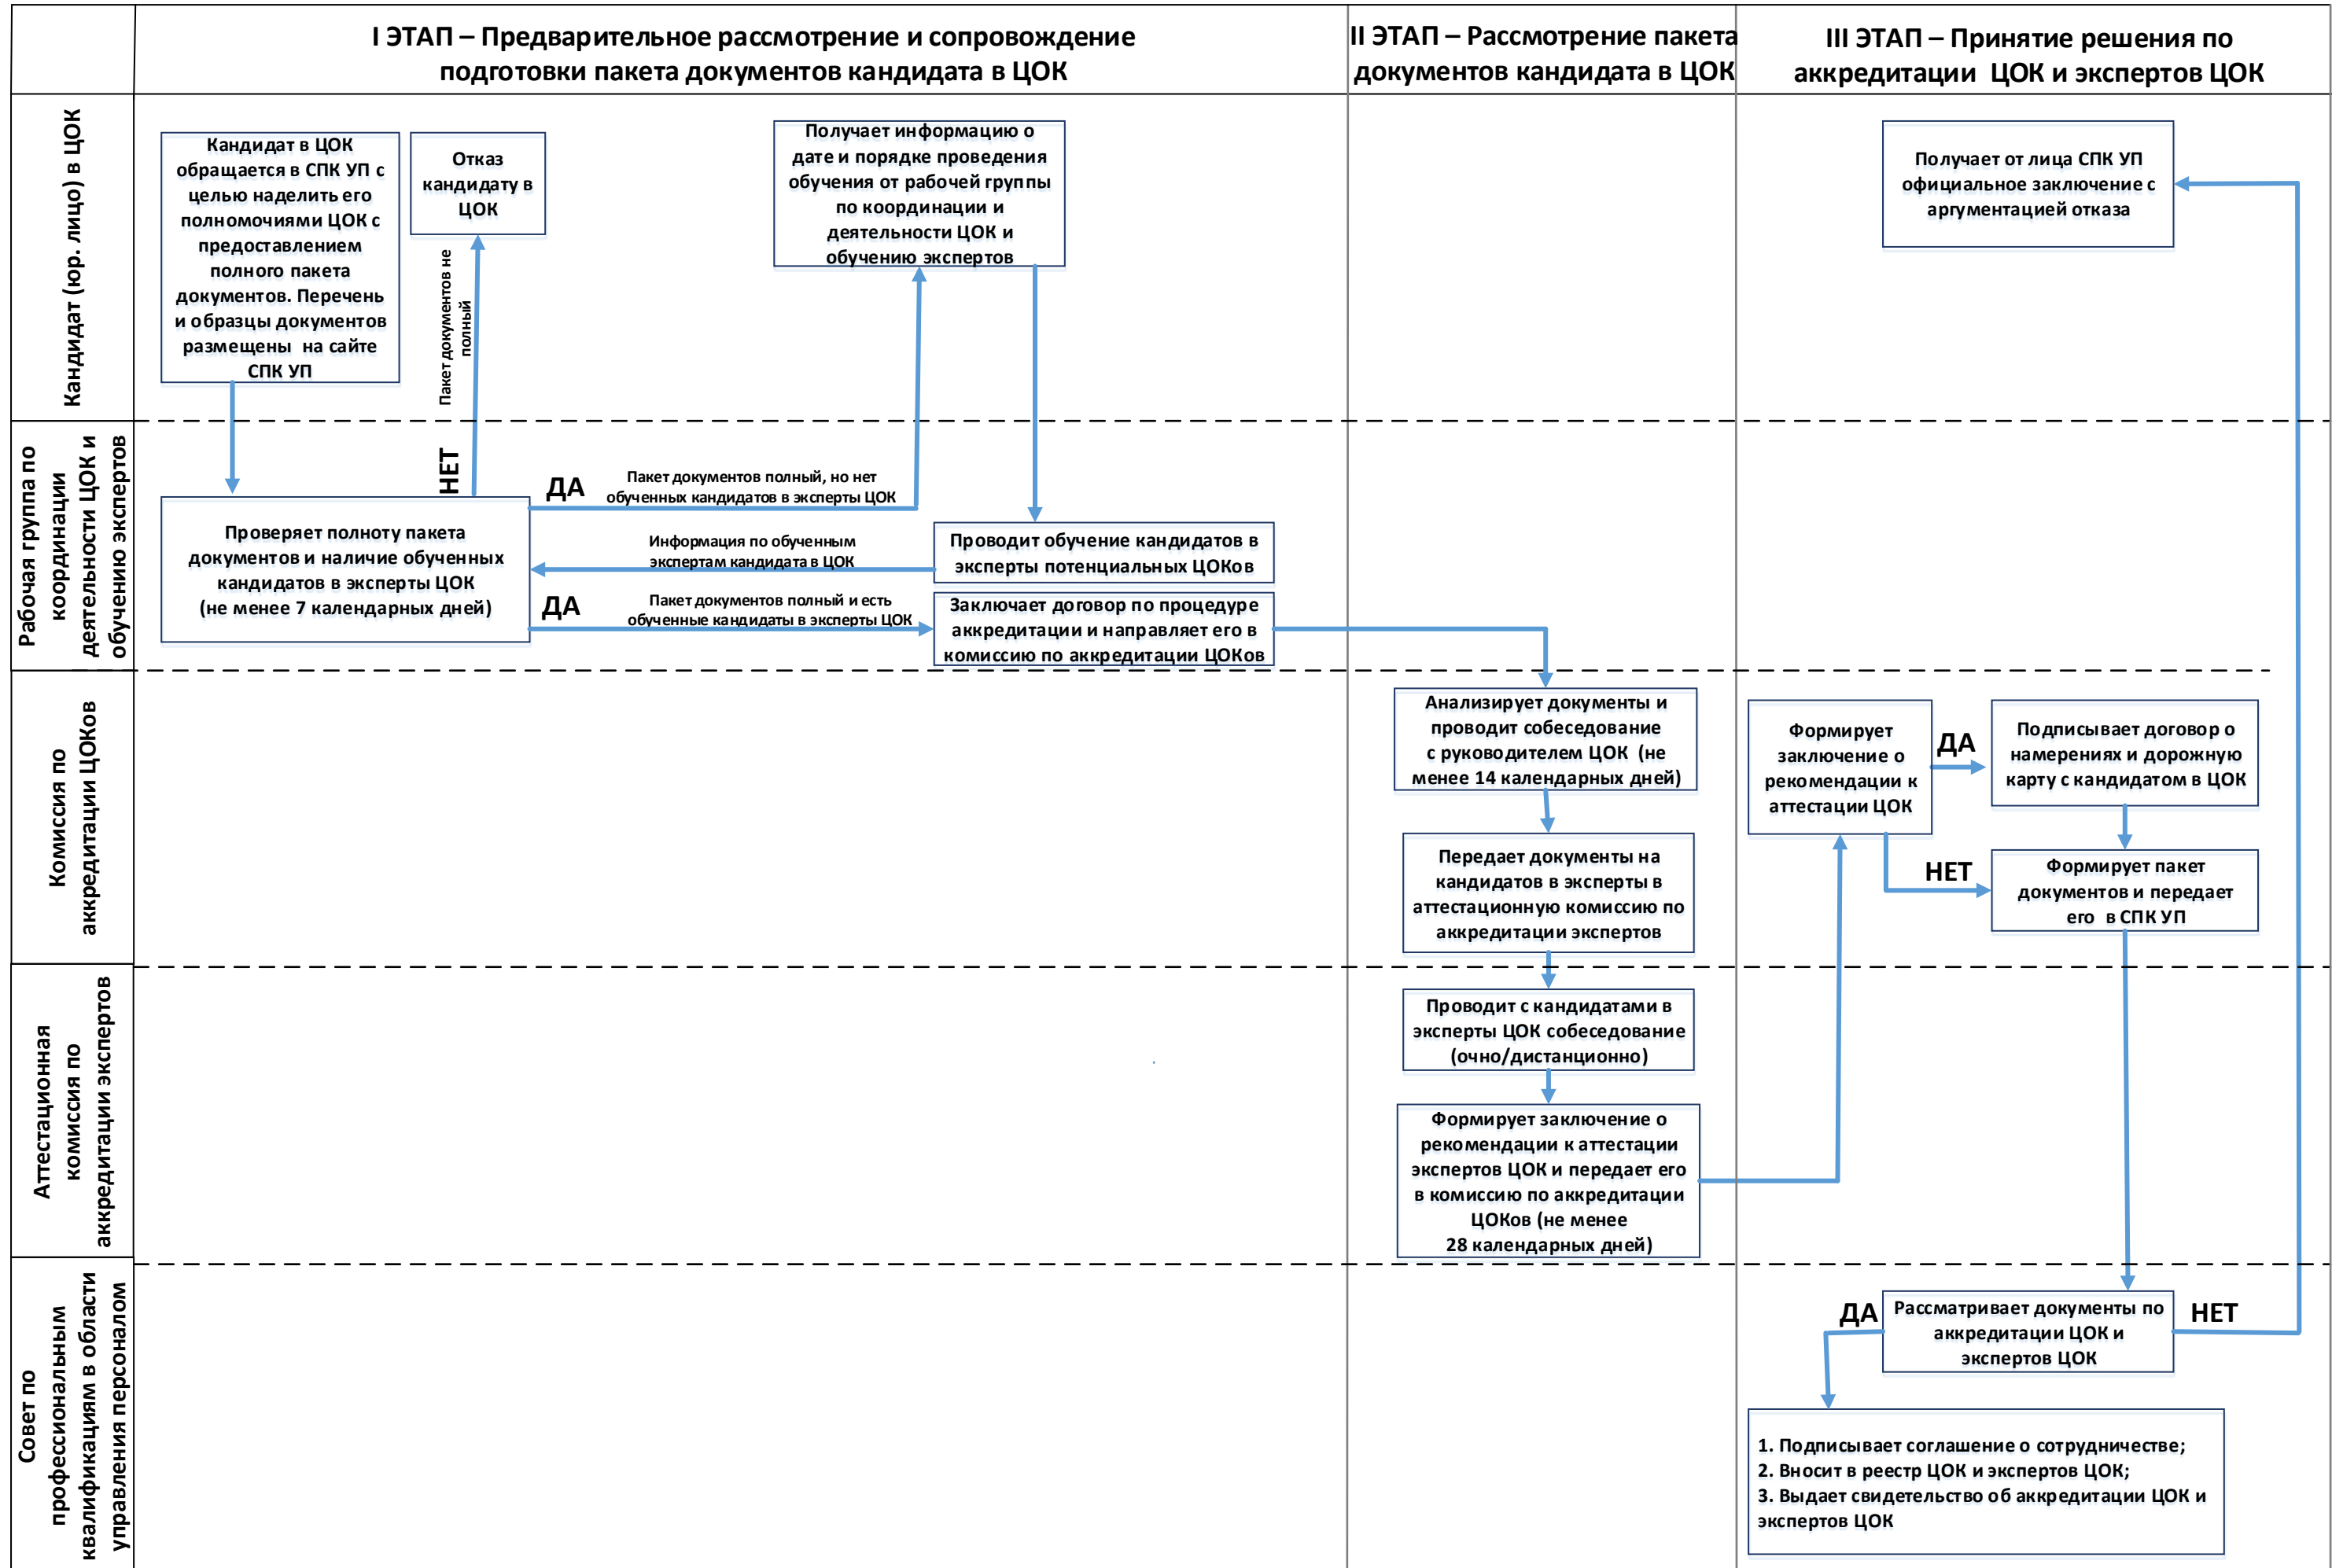 I ЭТАП – Предварительное рассмотрение и сопровождение
подготовки пакета документов кандидата в ЦОК
II ЭТАП – Рассмотрение пакета
документов кандидата в ЦОК
III ЭТАП – Принятие решения по
аккредитации ЦОК и экспертов ЦОК
Кандидат (юр. лицо) в ЦОК
Кандидат в ЦОК
обращается в СПК УП с
целью наделить его
полномочиями ЦОК с
предоставлением
полного пакета
документов. Перечень
и образцы документов
размещены на сайте
СПК УП
Отказ
кандидату в
ЦОК
Пакет документов не
полный
Получает информацию о
дате и порядке проведения
обучения от рабочей группы
по координации и
деятельности ЦОК и
обучению экспертов
Получает от лица СПК УП
официальное заключение с
аргументацией отказа
Рабочая группа по
координации
деятельности ЦОК и
обучению экспертов
НЕТ
ДА
Пакет документов полный, но нет
обученных кандидатов в эксперты ЦОК
Проверяет полноту пакета
документов и наличие обученных
кандидатов в эксперты ЦОК
(не менее 7 календарных дней)
Информация по обученным
экспертам кандидата в ЦОК
Проводит обучение кандидатов в
эксперты потенциальных ЦОКов
ДА
Пакет документов полный и есть
обученные кандидаты в эксперты ЦОК
Заключает договор по процедуре
аккредитации и направляет его в
комиссию по аккредитации ЦОКов
Комиссия по
аккредитации ЦОКов
Анализирует документы и
проводит собеседование
с руководителем ЦОК (не
менее 14 календарных дней)
Передает документы на
кандидатов в эксперты в
аттестационную комиссию по
аккредитации экспертов
Формирует
заключение о
рекомендации к
аттестации ЦОК
ДА
Подписывает договор о
намерениях и дорожную
карту с кандидатом в ЦОК
НЕТ
Формирует пакет
документов и передает
его в СПК УП
Аттестационная
комиссия по
аккредитации экспертов
Проводит с кандидатами в
эксперты ЦОК собеседование
(очно/дистанционно)
Формирует заключение о
рекомендации к аттестации
экспертов ЦОК и передает его
в комиссию по аккредитации
ЦОКов (не менее
28 календарных дней)
Совет по
профессиональным
квалификациям в области
управления персоналом
ДА
Рассматривает документы по
аккредитации ЦОК и
экспертов ЦОК
НЕТ
1. Подписывает соглашение о сотрудничестве;
2. Вносит в реестр ЦОК и экспертов ЦОК;
3. Выдает свидетельство об аккредитации ЦОК и
экспертов ЦОК